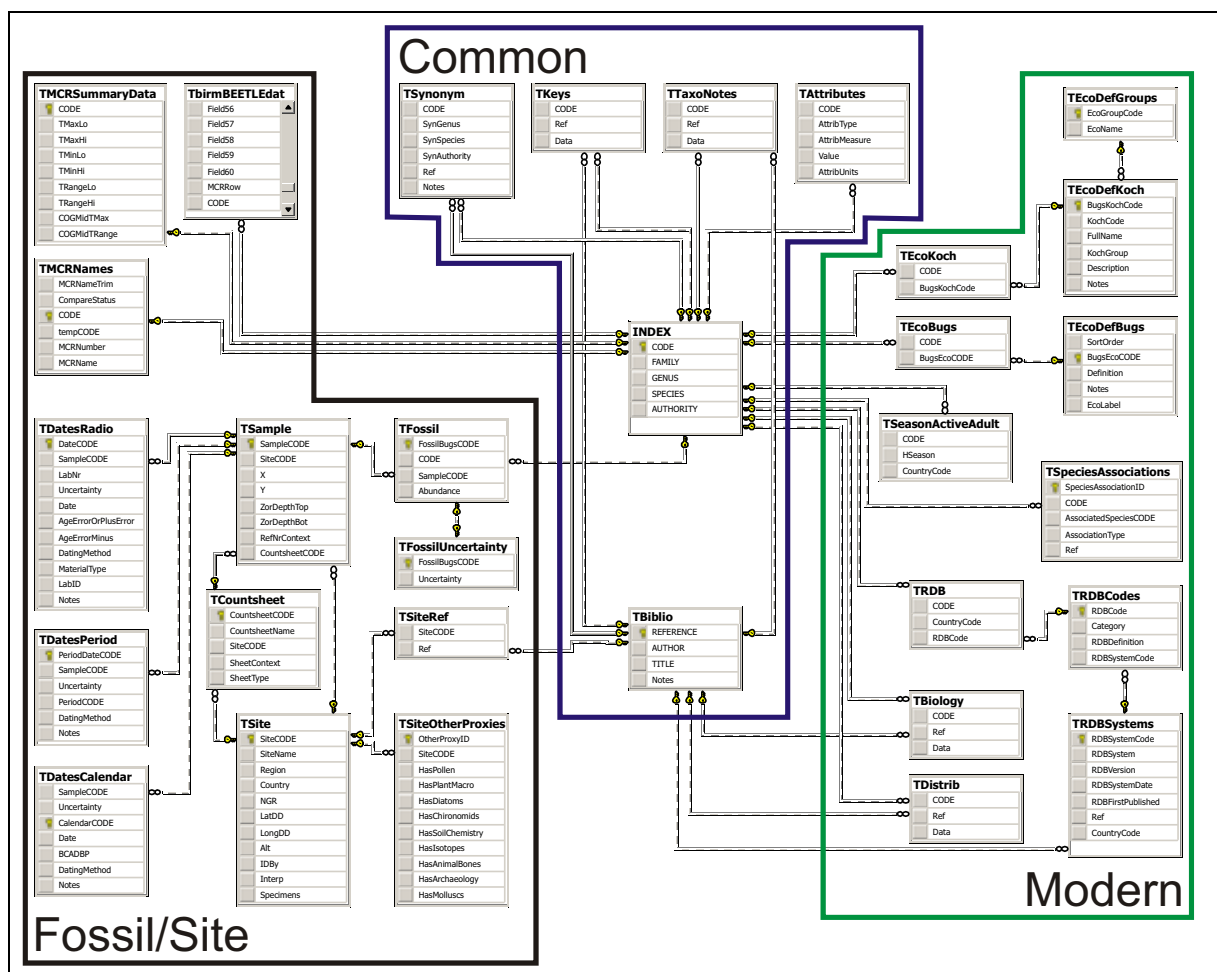 Common
TSynonym
CODE
SynGenus
SynSpecies
SynAuthority
Ref
Notes
TKeys
CODE
Ref
Data
TTaxoNotes
CODE
Ref
Data
TAttributes
CODE
AttribType
AttribMeasure
Value
AttribUnits
INDEX
CODE
FAMILY
GENUS
SPECIES
AUTHORITY
TBiblio
REFERENCE
AUTHOR
TITLE
Notes
TMCRSummaryData
CODE
TMaxLo
TMaxHi
TMinLo
TMinHi
TRangeLo
TRangeHi
COGMidTMax
COGMidTRange
TbirmBEETLEdat
Field56
Field57
Field58
Field59
Field60
MCRRow
CODE
TMCRNames
MCRNameTrim
CompareStatus
CODE
tempCODE
MCRNumber
MCRName
TDatesRadio
DateCODE
SampleCODE
LabNr
Uncertainty
Date
AgeErrorOrPlusError
AgeErrorMinus
DatingMethod
MaterialType
LabID
Notes
TSample
SampleCODE
SiteCODE
X
Y
ZorDepthTop
ZorDepthBot
RefNrContext
CountsheetCODE
TFossil
FossilBugsCODE
CODE
SampleCODE
Abundance
TFossilUncertainty
FossilBugsCODE
Uncertainty
TCountsheet
CountsheetCODE
CountsheetName
SiteCODE
SheetContext
SheetType
TSiteRef
SiteCODE
Ref
TDatesPeriod
PeriodDateCODE
SampleCODE
Uncertainty
PeriodCODE
DatingMethod
Notes
TDatesCalendar
SampleCODE
Uncertainty
CalendarCODE
Date
BCADBP
DatingMethod
Notes
TSite
SiteCODE
SiteName
Region
Country
NGR
LatDD
LongDD
Alt
IDBy
Interp
Specimens
TSiteOtherProxies
OtherProxyID
SiteCODE
HasPollen
HasPlantMacro
HasDiatoms
HasChironomids
HasSoilChemistry
HasIsotopes
HasAnimalBones
HasArchaeology
HasMolluscs
Fossil/Site
TEcoDefGroups
EcoGroupCode
EcoName
TEcoDefKoch
BugsKochCode
KochCode
FullName
KochGroup
Description
Notes
TEcoKoch
CODE
BugsKochCode
TEcoBugs
CODE
BugsEcoCODE
TEcoDefBugs
SortOrder
BugsEcoCODE
Definition
Notes
EcoLabel
TSeasonActiveAdult
CODE
HSeason
CountryCode
TSpeciesAssociations
SpeciesAssociationID
CODE
AssociatedSpeciesCODE
AssociationType
Ref
TRDB
CODE
CountryCode
RDBCode
TRDBCodes
RDBCode
Category
RDBDefinition
RDBSystemCode
TBiology
CODE
Ref
Data
TRDBSystems
RDBSystemCode
RDBSystem
RDBVersion
RDBSystemDate
RDBFirstPublished
Ref
CountryCode
TDistrib
CODE
Ref
Data
Modern